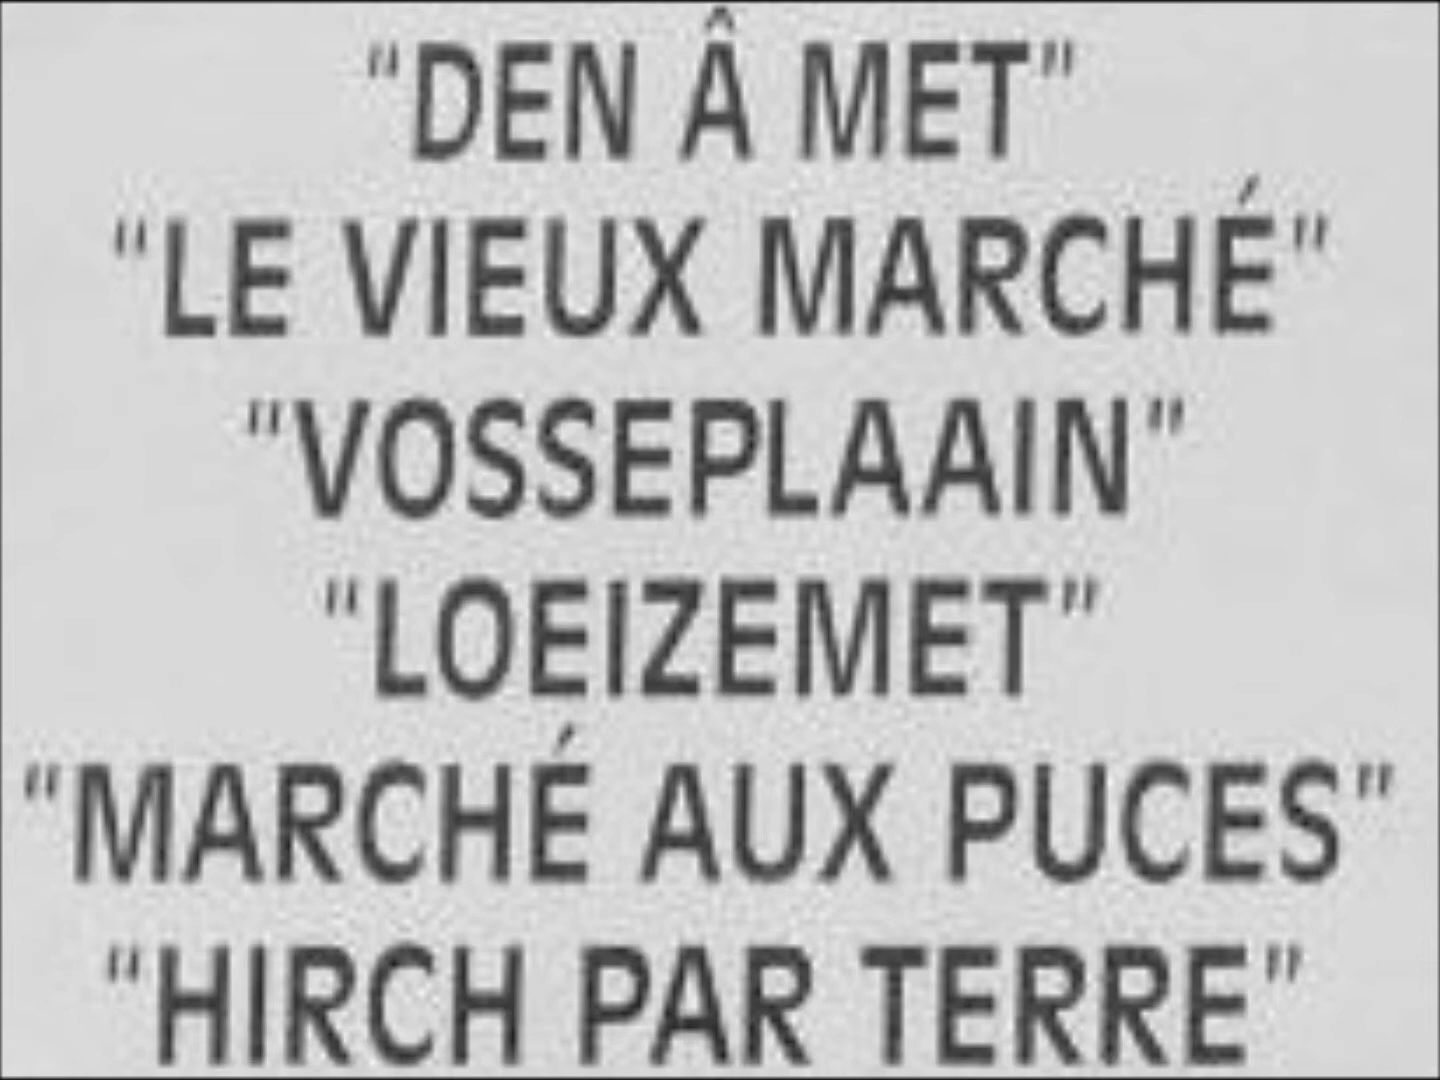 "DEN Â MET"
"LE VIEUX MARCHÉ"
"VOSSEPLAAIN"
"LOEIZEMET"
"MARCHÉ AUX PUCES"
"HIRCH PAR TERRE"